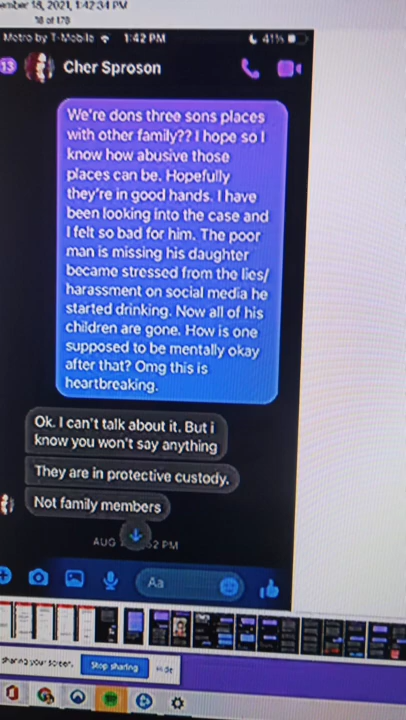 ember 18, 2021, 1:42:34 PM
18 of 179
Metro by T-Mobile 1:42 PM 41%
13 Cher Sproson
We're dons three sons places
with other family?? I hope so I
know how abusive those
places can be. Hopefully
they're in good hands. I have
been looking into the case and
I felt so bad for him. The poor
man is missing his daughter
became stressed from the lies/
harassment on social media he
started drinking. Now all of his
children are gone. How is one
supposed to be mentally okay
after that? Omg this is
heartbreaking.
Ok. I can't talk about it. But i
know you won't say anything
They are in protective custody.
Not family members
AUG 52 PM
Aa
sharing your screen. Stop sharing Hide